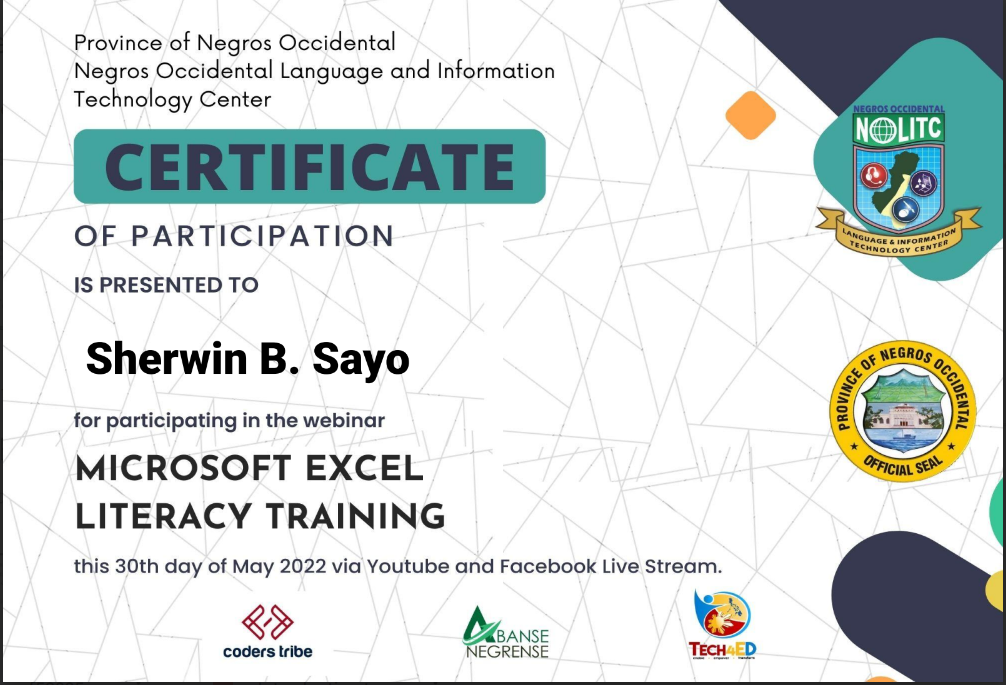 Province of Negros Occidental
Negros Occidental Language and Information
Technology Center
CERTIFICATE
OF PARTICIPATION
IS PRESENTED TO
Sherwin B. Sayo
for participating in the webinar
MICROSOFT EXCEL
LITERACY TRAINING
this 30th day of May 2022 via Youtube and Facebook Live Stream.
NEGROS OCCIDENTAL
NOLITC
LANGUAGE & INFORMATION
TECHNOLOGY CENTER
PROVINCE OF NEGROS OCCIDENTAL
OFFICIAL SEAL
coders tribe
ABANSE
NEGRENSE
TECH4ED